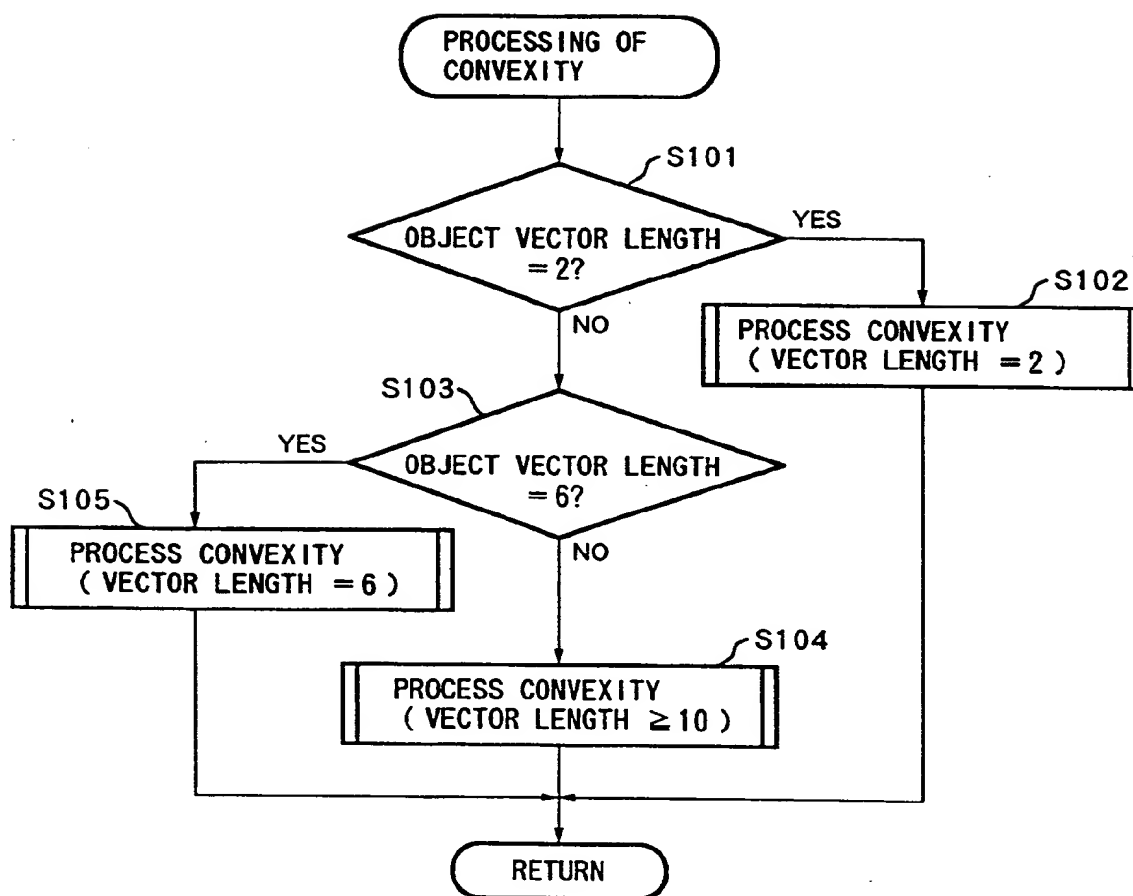 PROCESSING OF
CONVEXITY
S101
OBJECT VECTOR LENGTH
=2?
YES
NO
S102
PROCESS CONVEXITY
( VECTOR LENGTH =2 )
S103
OBJECT VECTOR LENGTH
=6?
YES
NO
S105
PROCESS CONVEXITY
( VECTOR LENGTH =6 )
S104
PROCESS CONVEXITY
( VECTOR LENGTH ≧10 )
RETURN